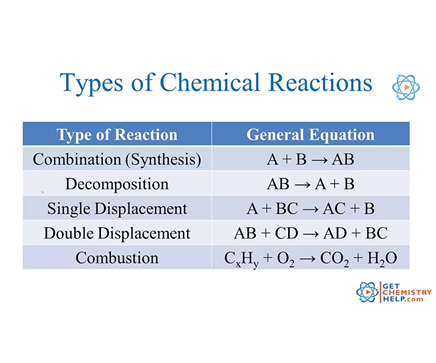 Types of Chemical Reactions
Type of Reaction General Equation
Combination (Synthesis) A + B → AB
Decomposition AB → A + B
Single Displacement A + BC → AC + B
Double Displacement AB + CD → AD + BC
Combustion CₓHᵧ + O₂ → CO₂ + H₂O
GET
CHEMISTRY
HELP.com